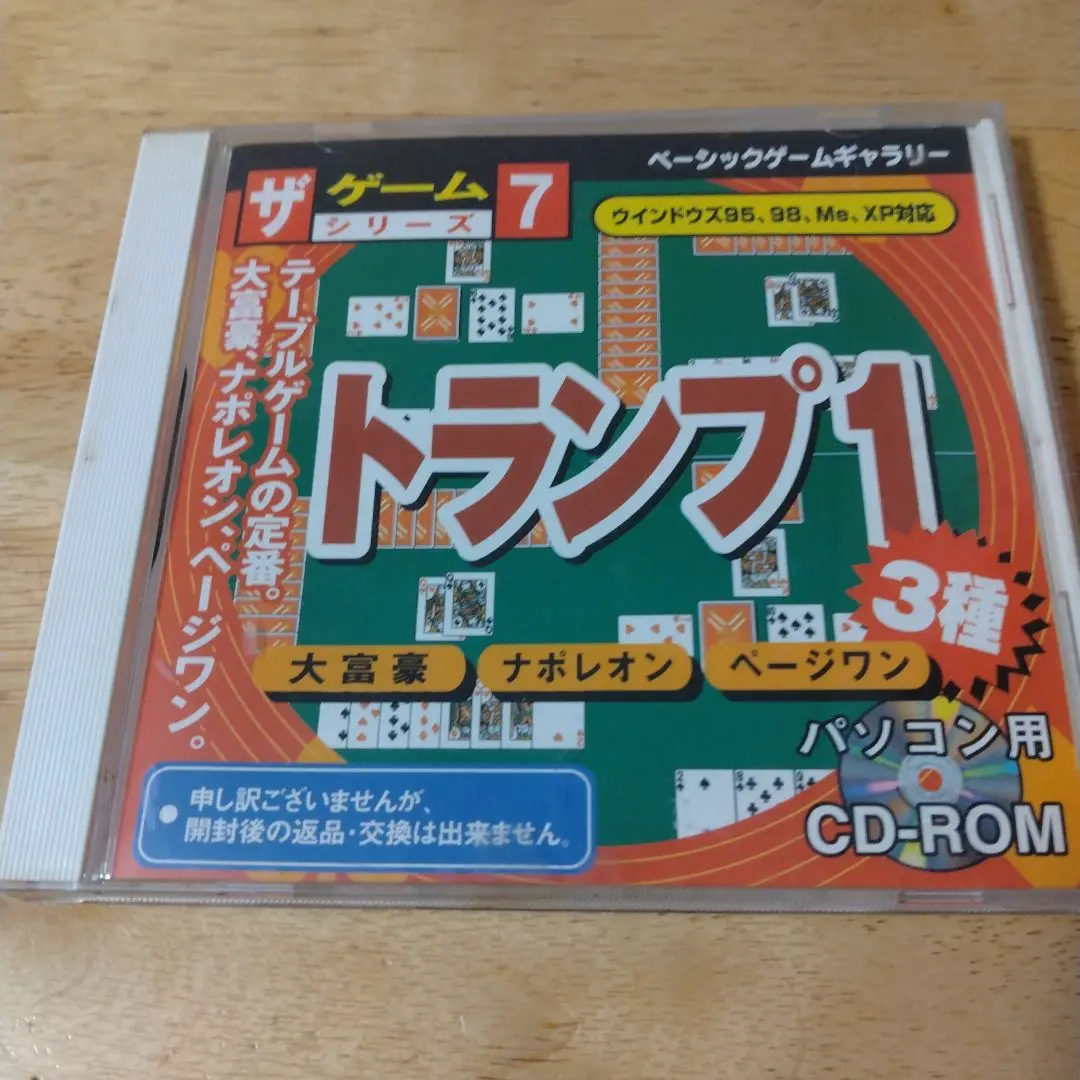 ベーシックゲームギャラリー
ザ ゲーム シリーズ 7
ウインドウズ95、98、Me、XP対応
テーブルゲームの定番。
大富豪、ナポレオン、ページワン。
トランプ1
3種
大富豪
ナポレオン
ページワン
パソコン用
CD-ROM
・申し訳ございませんが、
開封後の返品・交換は出来ません。